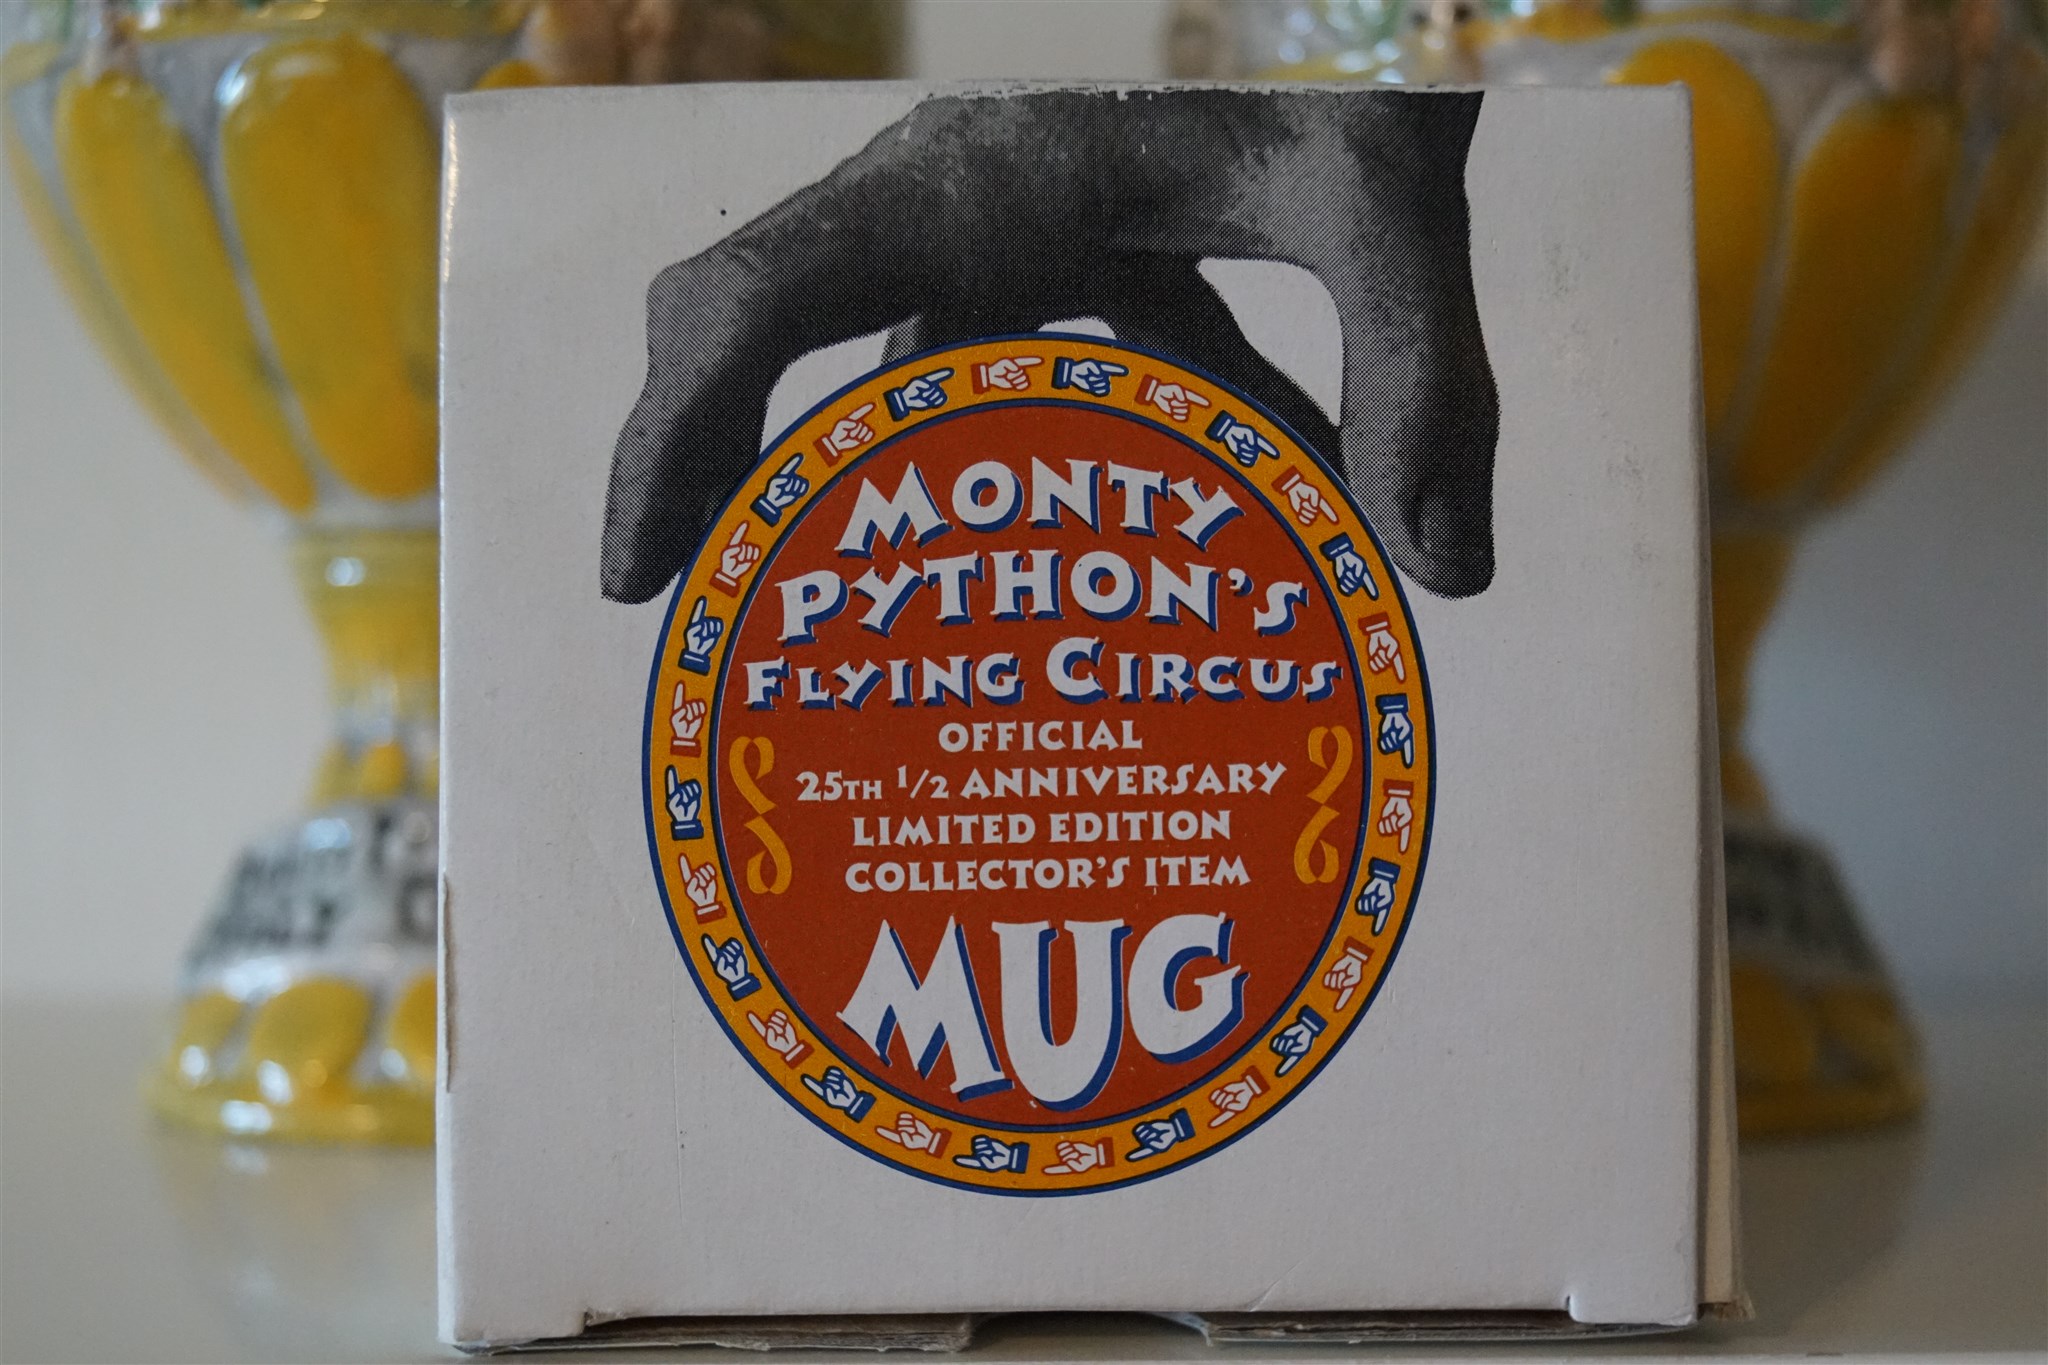 MONTY
PYTHON'S
FLYING CIRCUS
OFFICIAL
25TH 1/2 ANNIVERSARY
LIMITED EDITION
COLLECTOR'S ITEM
MUG